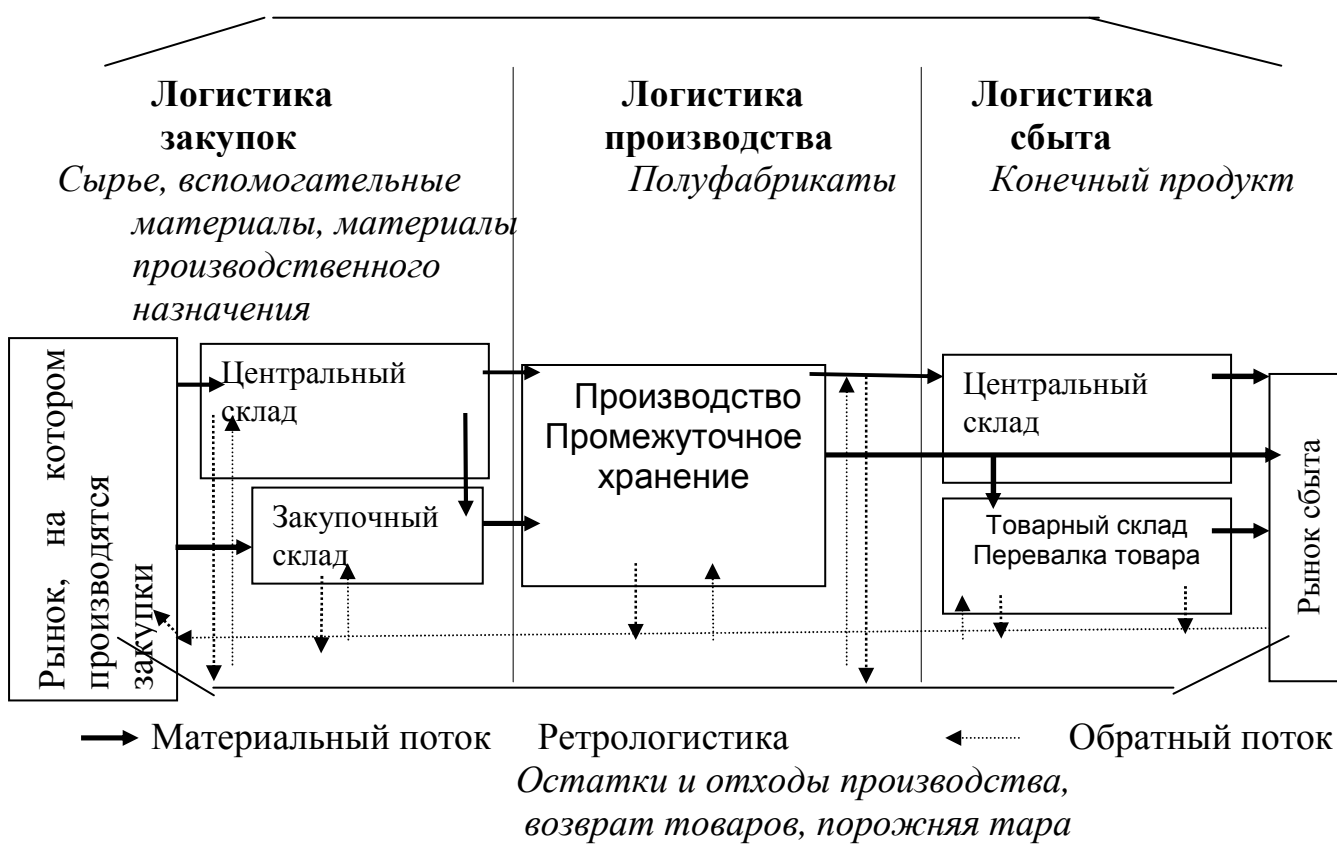 Логистика
закупок
Сырье, вспомогательные
материалы, материалы
производственного
назначения
Логистика
производства
Полуфабрикаты
Логистика
сбыта
Конечный продукт
Рынок, на котором
производятся
закупки
Центральный
склад
Закупочный
склад
Производство
Промежуточное
хранение
Центральный
склад
Товарный склад
Перевалка товара
Рынок сбыта
Материальный поток
Ретрологистика
Обратный поток
Остатки и отходы производства,
возврат товаров, порожняя тара